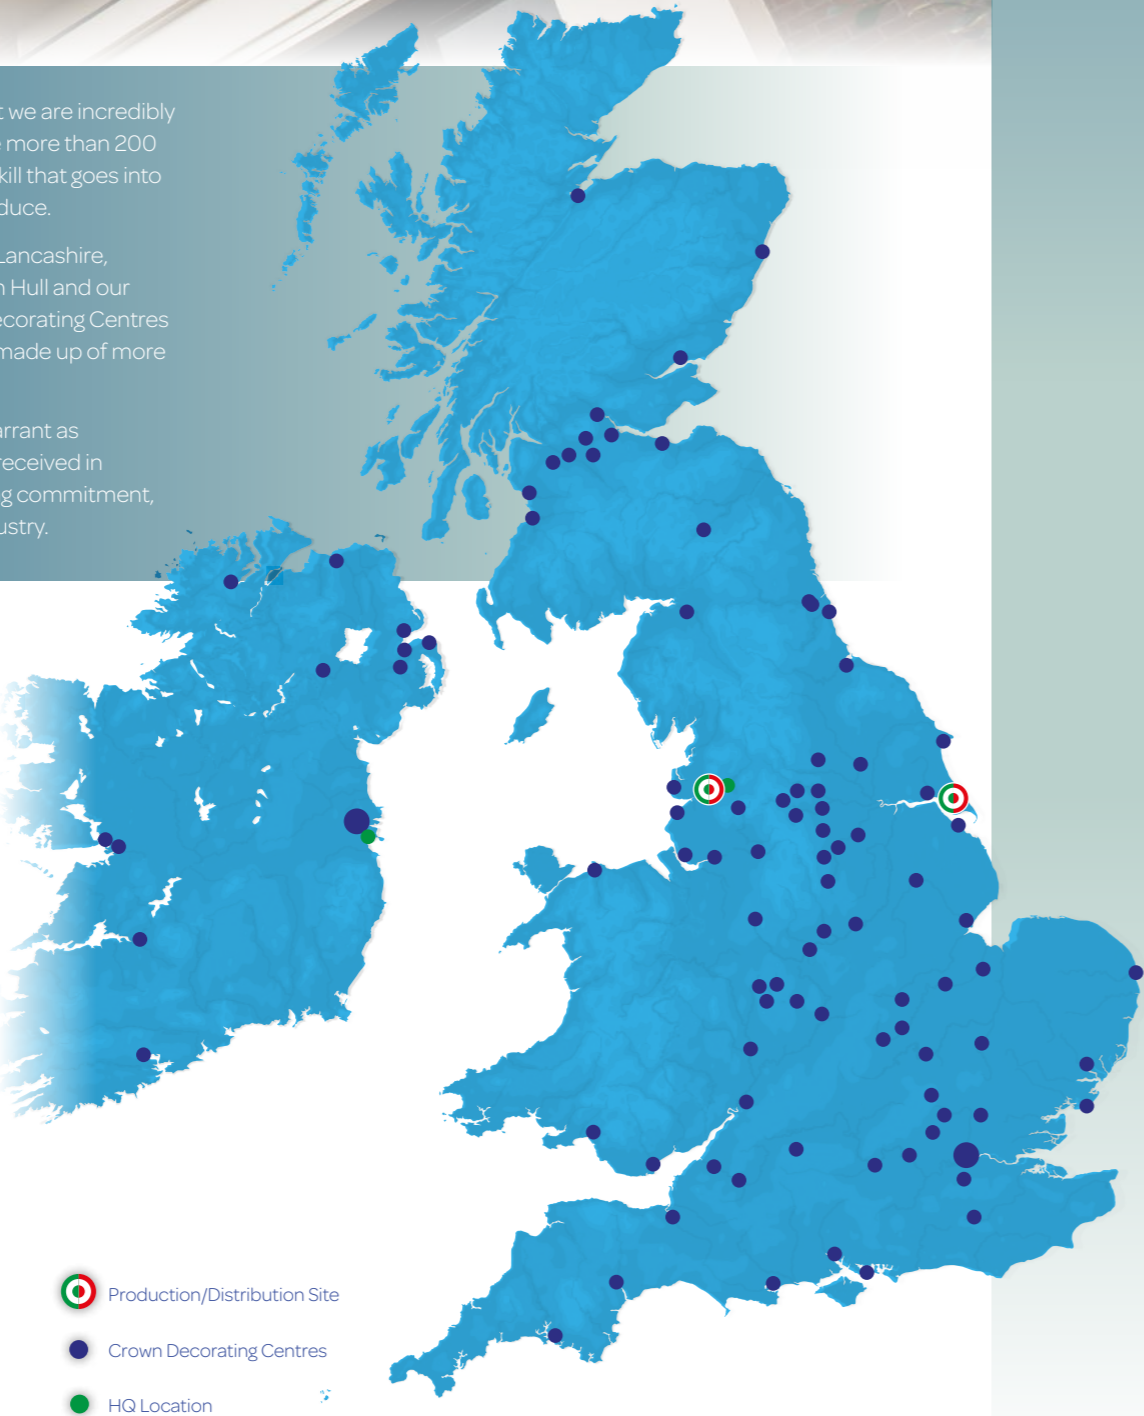 we are incredibly
more than 200
kill that goes into
duce.
Lancashire,
Hull and our
ecorating Centres
made up of more
arrant as
received in
g commitment,
ustry.
Production/Distribution Site
Crown Decorating Centres
HQ Location